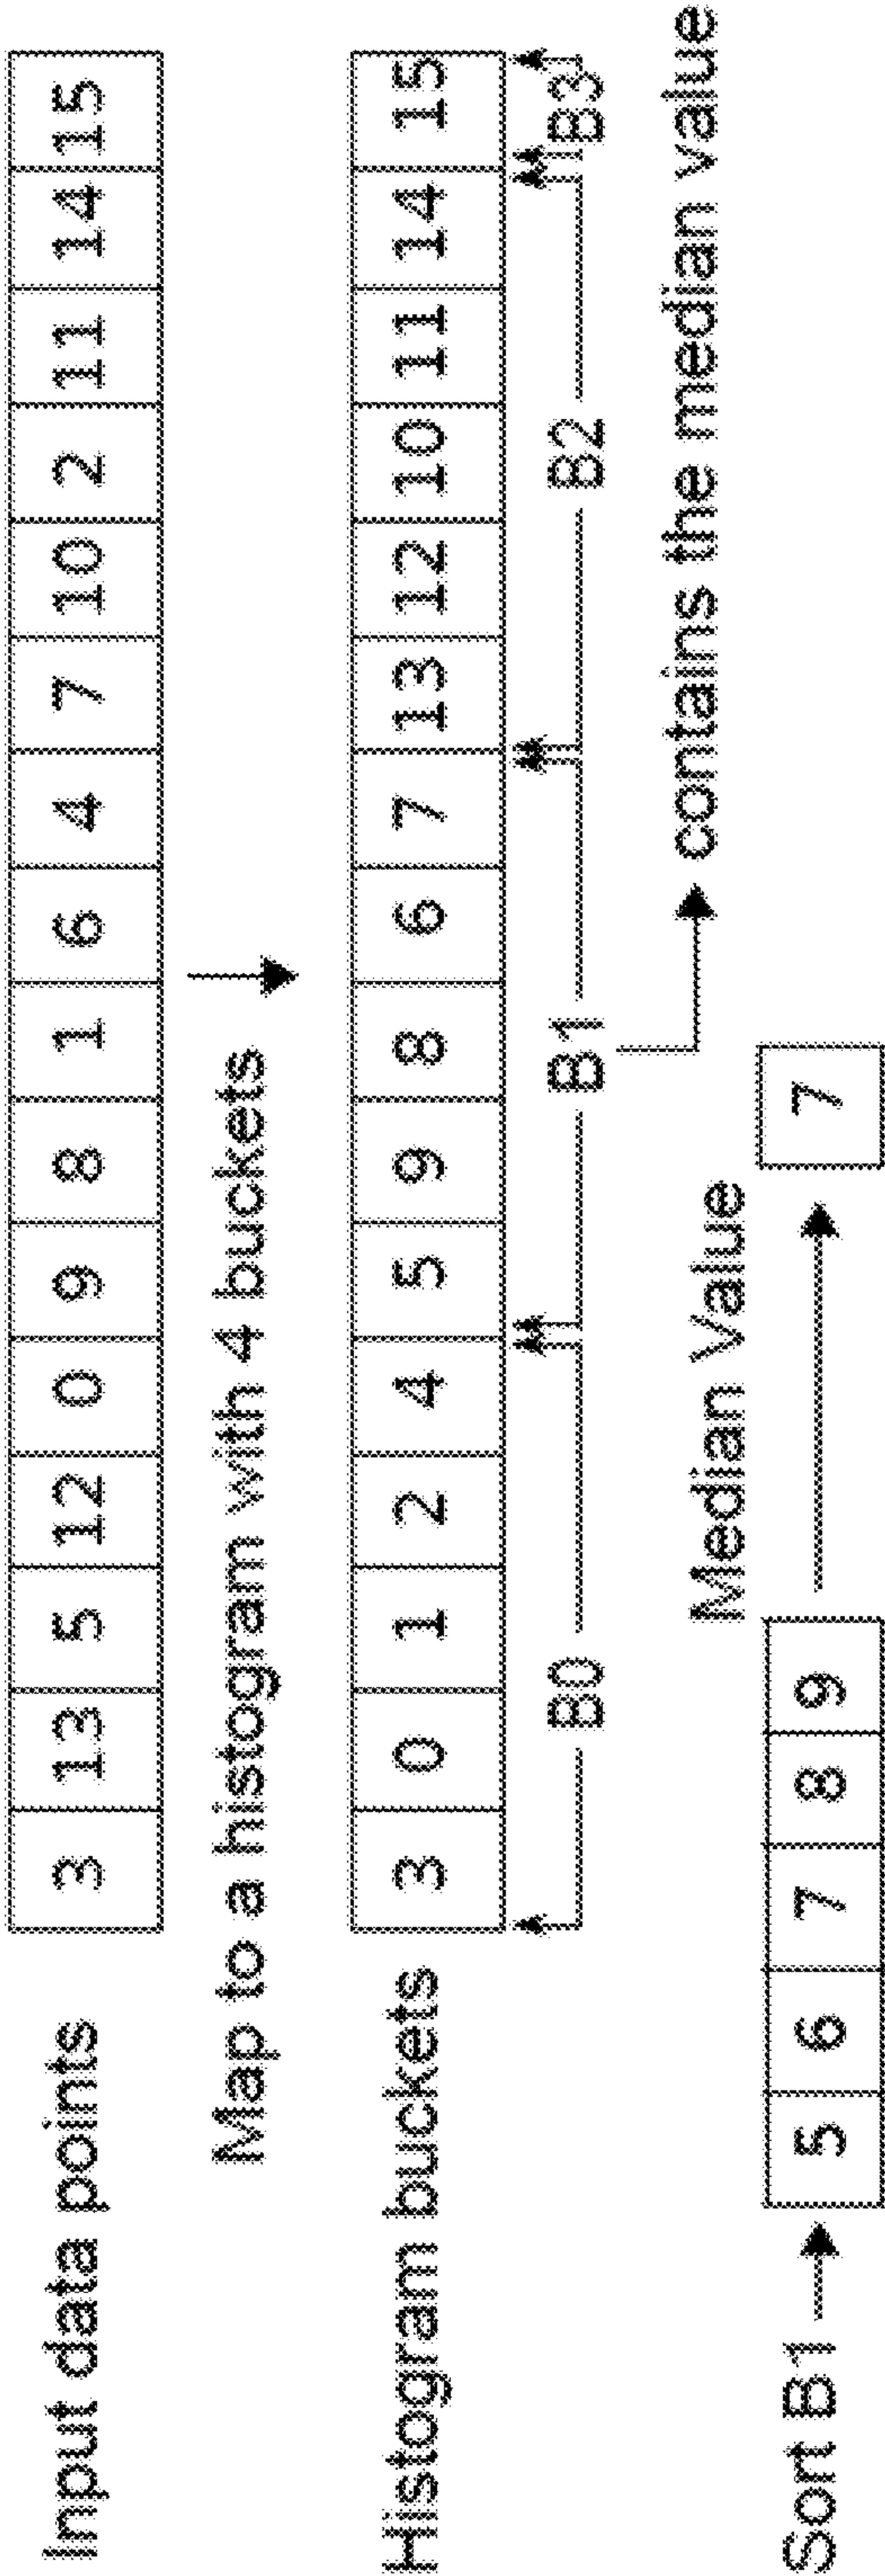 Input data points 3 13 5 12 0 9 8 1 6 4 7 10 2 11 14 15
Map to a histogram with 4 buckets
Histogram buckets 3 0 1 2 4 5 9 8 6 7 13 12 10 11 14 15
B0 B1 B2 B3
contains the median value
Median Value
Sort B1 5 6 7 8 9 7